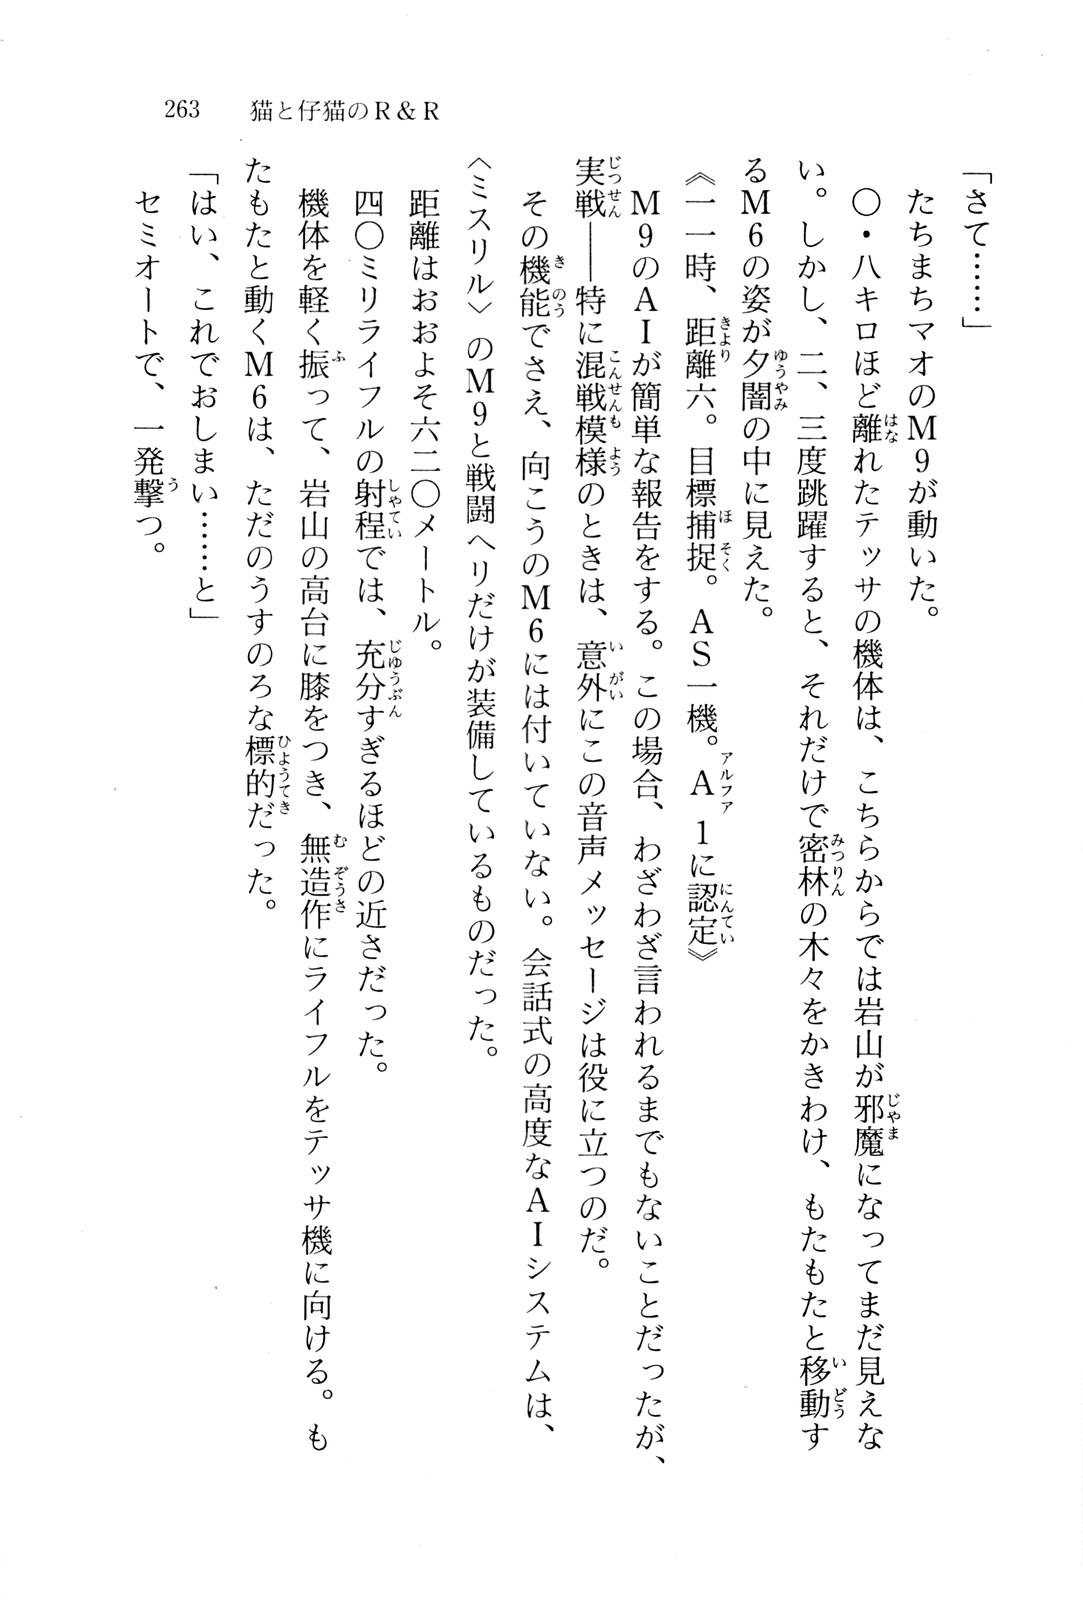 263　猫と仔猫のR＆R
「さて……」
　たちまちマオのM9が動いた。
　〇・八キロほど離れたテッサの機体は、こちらからでは岩山が邪魔になってまだ見えな
い。しかし、二、三度跳躍すると、それだけで密林の木々をかきわけ、もたもたと移動す
るM6の姿が夕闇の中に見えた。
《一一時、距離六。目標捕捉。AS一機。A1に認定》
　M9のAIが簡単な報告をする。この場合、わざわざ言われるまでもないことだったが、
実戦――特に混戦模様のときは、意外にこの音声メッセージは役に立つのだ。
　その機能でさえ、向こうのM6には付いていない。会話式の高度なAIシステムは、
〈ミスリル〉のM9と戦闘ヘリだけが装備しているものだった。
　距離はおおよそ六二〇メートル。
　四〇ミリライフルの射程では、充分すぎるほどの近さだった。
　機体を軽く振って、岩山の高台に膝をつき、無造作にライフルをテッサ機に向ける。も
たもたと動くM6は、ただのうすのろな標的だった。
「はい、これでおしまい……と」
　セミオートで、一発撃つ。